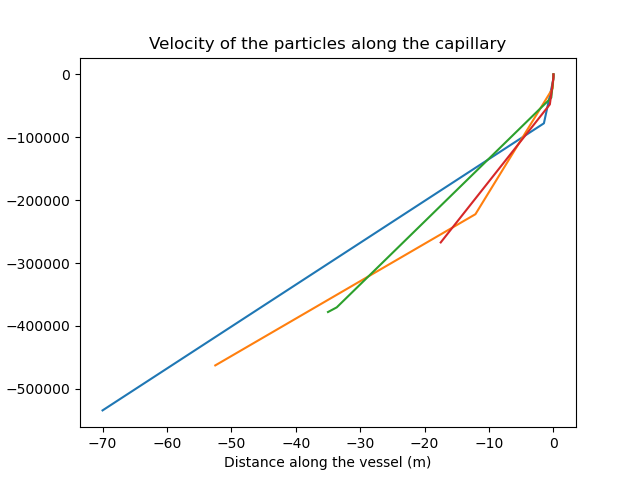 Velocity of the particles along the capillary
0
−100000
−200000
−300000
−400000
−500000
−70 −60 −50 −40 −30 −20 −10 0
Distance along the vessel (m)